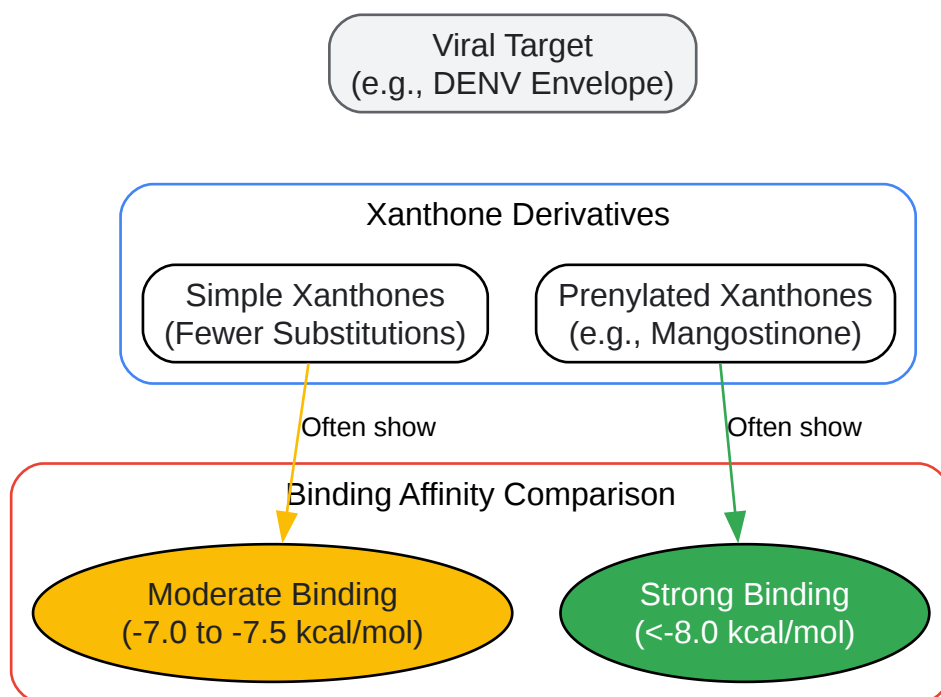 Viral Target
(e.g., DENV Envelope)
Xanthone Derivatives
Simple Xanthones
(Fewer Substitutions)
Prenylated Xanthones
(e.g., Mangostinone)
Often show
Often show
Binding Affinity Comparison
Moderate Binding
(-7.0 to -7.5 kcal/mol)
Strong Binding
(<-8.0 kcal/mol)